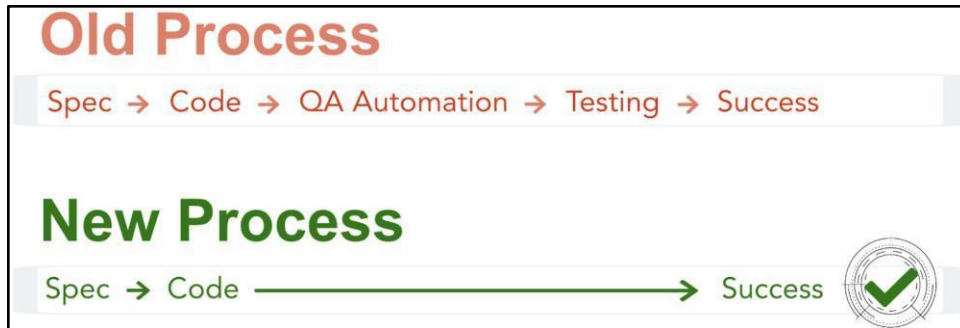 Old Process
Spec → Code → QA Automation → Testing → Success
New Process
Spec → Code → Success